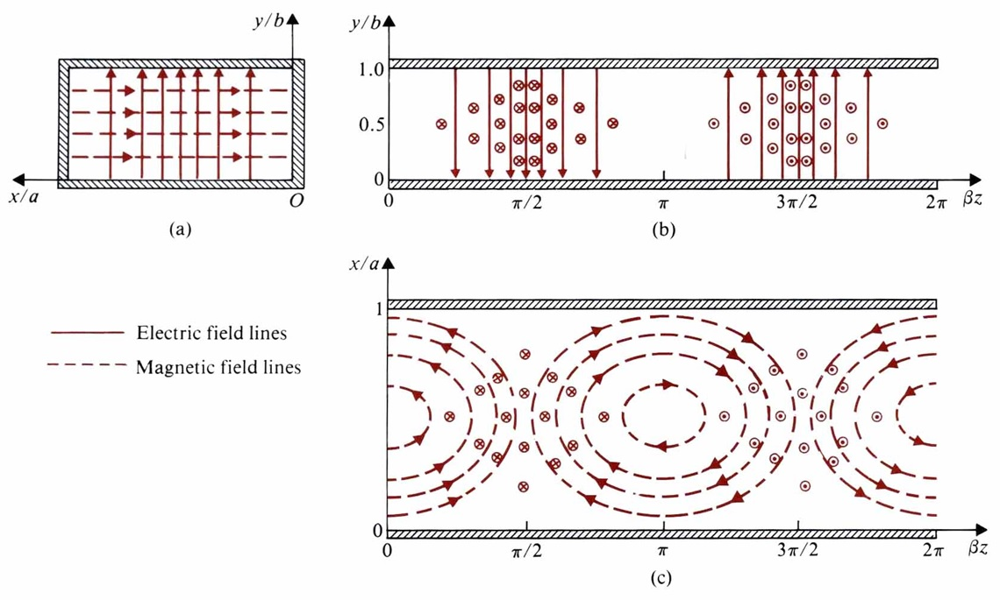 y/b
x/a
O
(a)
y/b
1.0
0.5
0
0
π/2
π
3π/2
2π
βz
(b)
Electric field lines
Magnetic field lines
x/a
1
0
0
π/2
π
3π/2
2π
βz
(c)